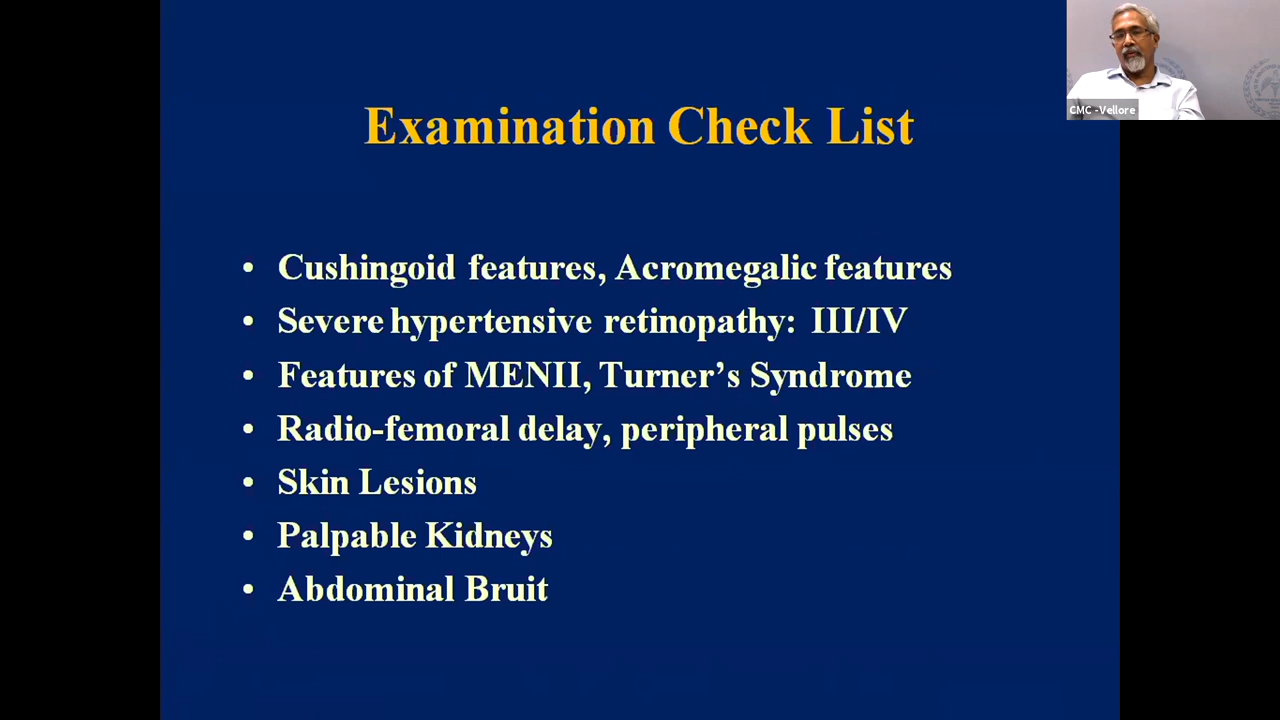 Examination Check List
• Cushingoid features, Acromegalic features
• Severe hypertensive retinopathy: III/IV
• Features of MENII, Turner's Syndrome
• Radio-femoral delay, peripheral pulses
• Skin Lesions
• Palpable Kidneys
• Abdominal Bruit
CMC -Vellore